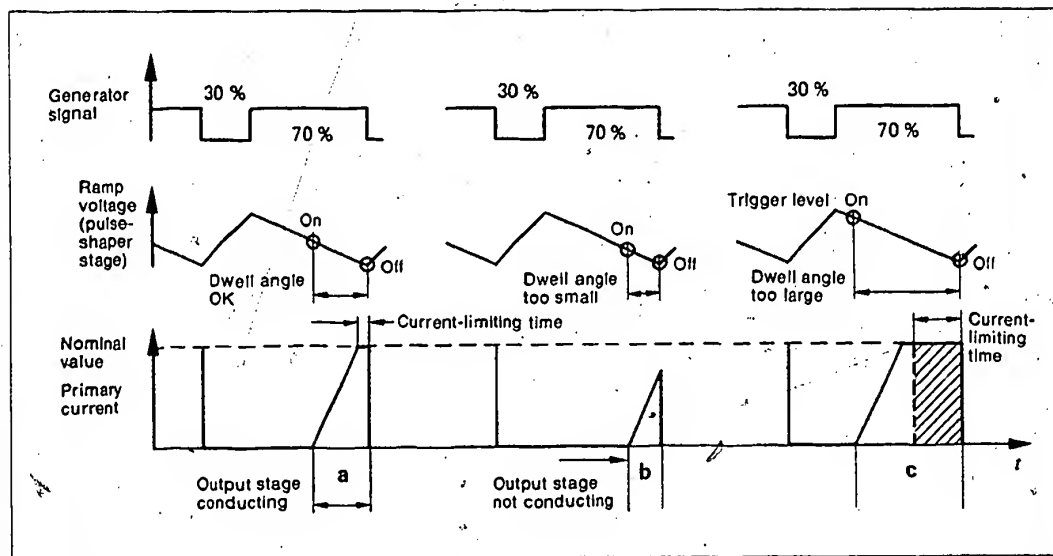 Generator
signal
30 %
70 %
30 %
70 %
30 %
70 %
Ramp
voltage
(pulse-
shaper
stage)
On
Off
Dwell angle
OK
On
Off
Dwell angle
too small
Trigger level
On
Off
Dwell angle
too large
Current-limiting time
Current-
limiting
time
Nominal
value
Primary
current
a
b
c
t
Output stage
conducting
Output stage
not conducting